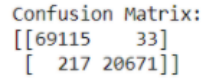 Confusion Matrix:
[[69115    33]
 [  217 20671]]